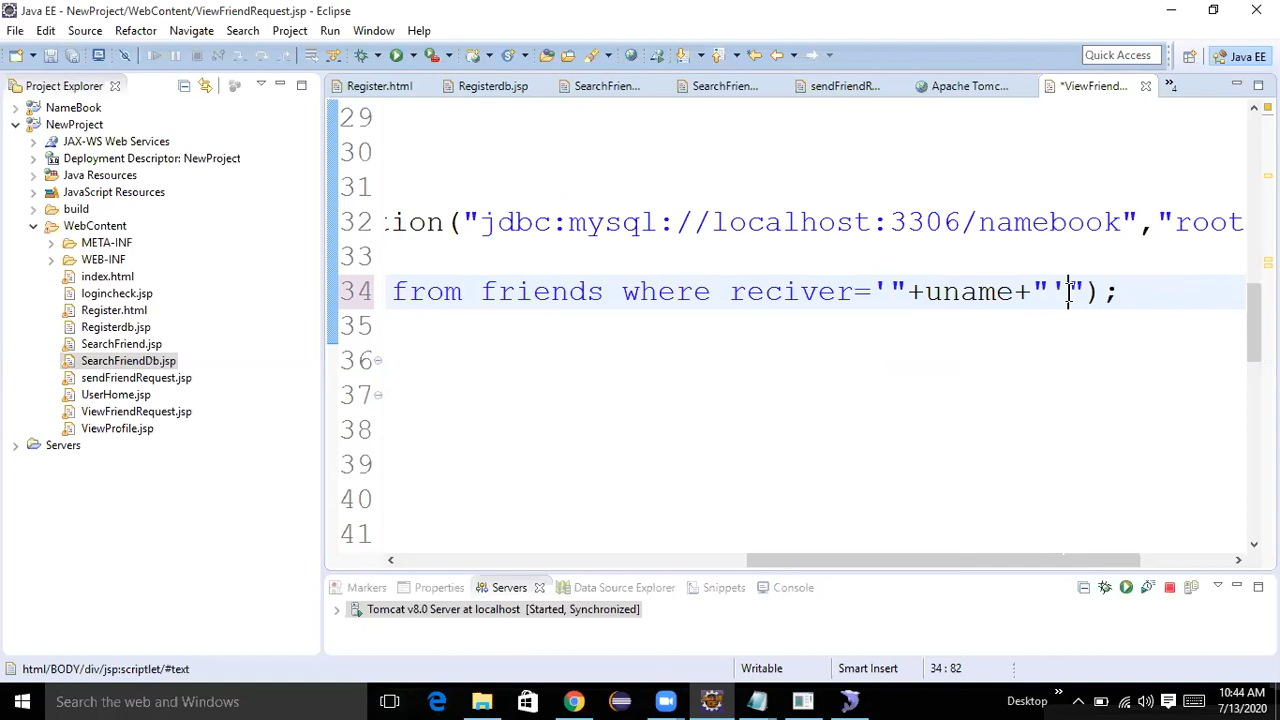 Java EE - NewProject/WebContent/ViewFriendRequest.jsp - Eclipse
File Edit Source Refactor Navigate Search Project Run Window Help
Quick Access Java EE
Project Explorer
NameBook
NewProject
JAX-WS Web Services
Deployment Descriptor: NewProject
Java Resources
JavaScript Resources
build
WebContent
META-INF
WEB-INF
index.html
logincheck.jsp
Register.html
Registerdb.jsp
SearchFriend.jsp
SearchFriendDb.jsp
sendFriendRequest.jsp
UserHome.jsp
ViewFriendRequest.jsp
ViewProfile.jsp
Servers
Register.html Registerdb.jsp SearchFrien... SearchFrien... sendFriendR... Apache Tomc... *ViewFriend... »4
29
30
31
32 tion("jdbc:mysql://localhost:3306/namebook","root
33
34 from friends where reciver='"+uname+"'");
35
36
37
38
39
40
41
Markers Properties Servers Data Source Explorer Snippets Console
Tomcat v8.0 Server at localhost [Started, Synchronized]
html/BODY/div/jsp:scriptlet/#text Writable Smart Insert 34 : 82
Search the web and Windows Desktop » 10:44 AM
7/13/2020